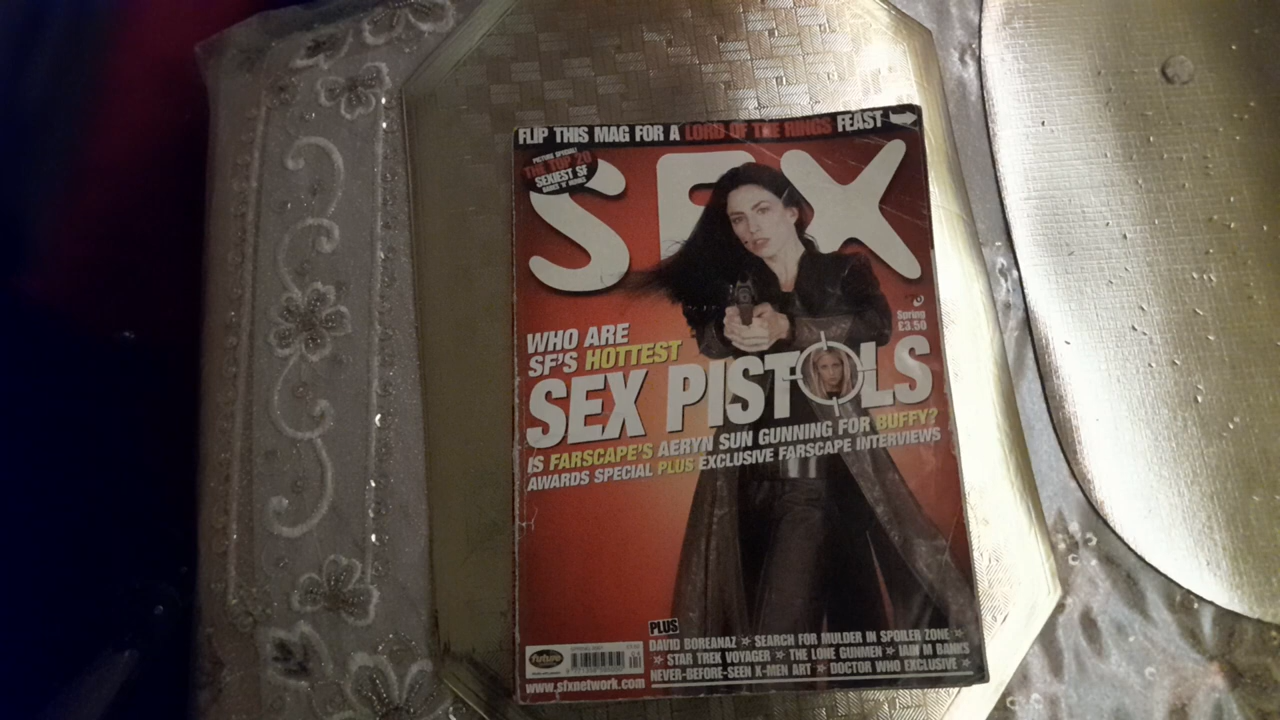 FLIP THIS MAG FOR A LORD OF THE RINGS FEAST
PICTURE SPECIAL!
THE TOP 20
SEXIEST SF
BABES 'N' HUNKS
SFX
Spring
£3.50
WHO ARE
SF'S HOTTEST
SEX PISTOLS
IS FARSCAPE'S AERYN SUN GUNNING FOR BUFFY?
AWARDS SPECIAL PLUS EXCLUSIVE FARSCAPE INTERVIEWS
PLUS
DAVID BOREANAZ ★ SEARCH FOR MULDER IN SPOILER ZONE ★
★ STAR TREK VOYAGER ★ THE LONE GUNMEN ★ IAIN M BANKS
NEVER-BEFORE-SEEN X-MEN ART ★ DOCTOR WHO EXCLUSIVE ★
future
www.sfxnetwork.com